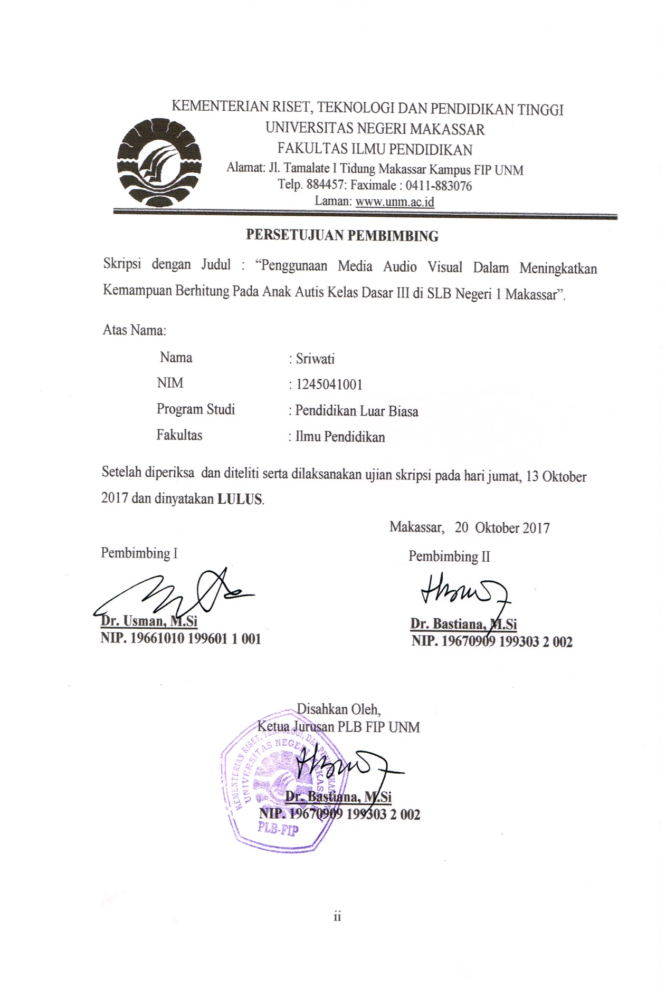 KEMENTERIAN RISET, TEKNOLOGI DAN PENDIDIKAN TINGGI
UNIVERSITAS NEGERI MAKASSAR
FAKULTAS ILMU PENDIDIKAN
Alamat: Jl. Tamalate I Tidung Makassar Kampus FIP UNM
Telp. 884457: Faximale : 0411-883076
Laman: www.unm.ac.id
PERSETUJUAN PEMBIMBING
Skripsi dengan Judul : “Penggunaan Media Audio Visual Dalam Meningkatkan
Kemampuan Berhitung Pada Anak Autis Kelas Dasar III di SLB Negeri 1 Makassar”.
Atas Nama:
Nama : Sriwati
NIM : 1245041001
Program Studi : Pendidikan Luar Biasa
Fakultas : Ilmu Pendidikan
Setelah diperiksa dan diteliti serta dilaksanakan ujian skripsi pada hari jumat, 13 Oktober
2017 dan dinyatakan LULUS.
Makassar, 20 Oktober 2017
Pembimbing I
Pembimbing II
Dr. Usman, M.Si
NIP. 19661010 199601 1 001
Dr. Bastiana, M.Si
NIP. 19670909 199303 2 002
Disahkan Oleh,
Ketua Jurusan PLB FIP UNM
KEMENTERIAN RISET, TEKNOLOGI, DAN PENDIDIKAN
UNIVERSITAS NEGERI MAKASSAR
Dr. Bastiana, M.Si
NIP. 19670909 199303 2 002
PLB-FIP
ii